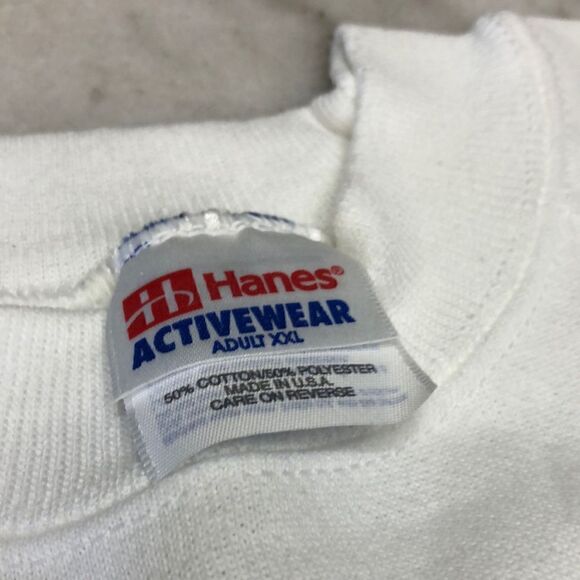 Hanes®
ACTIVEWEAR
ADULT XXL
50% COTTON/50% POLYESTER
MADE IN U.S.A.
CARE ON REVERSE